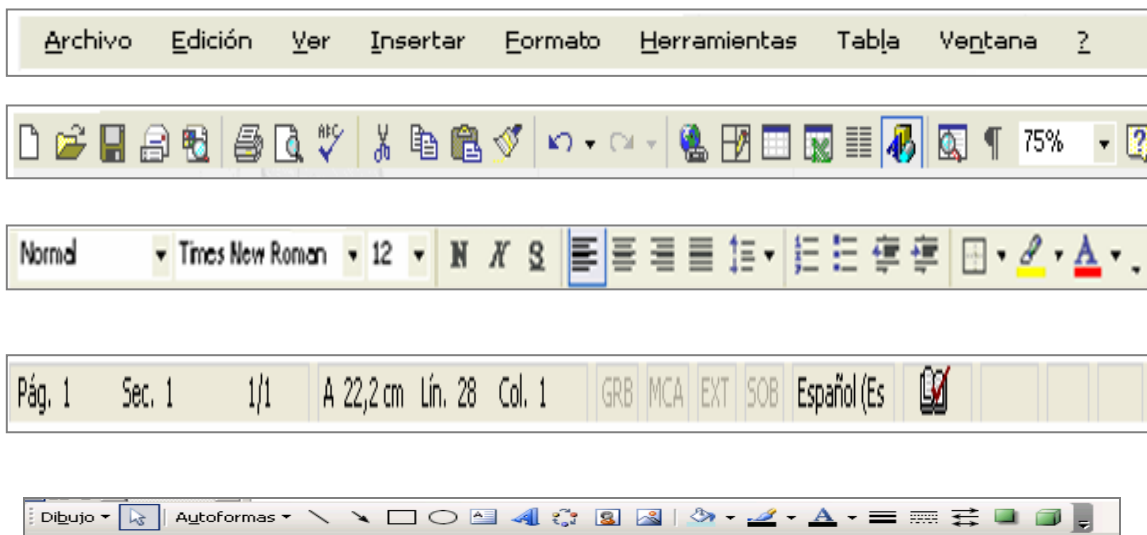 Archivo Edición Ver Insertar Formato Herramientas Tabla Ventana ?
ABC 75% ?
Normal Times New Roman 12 N K S A
Pág. 1 Sec. 1 1/1 A 22,2 cm Lín. 28 Col. 1 GRB MCA EXT SOB Español (Es
Dibujo Autoformas A